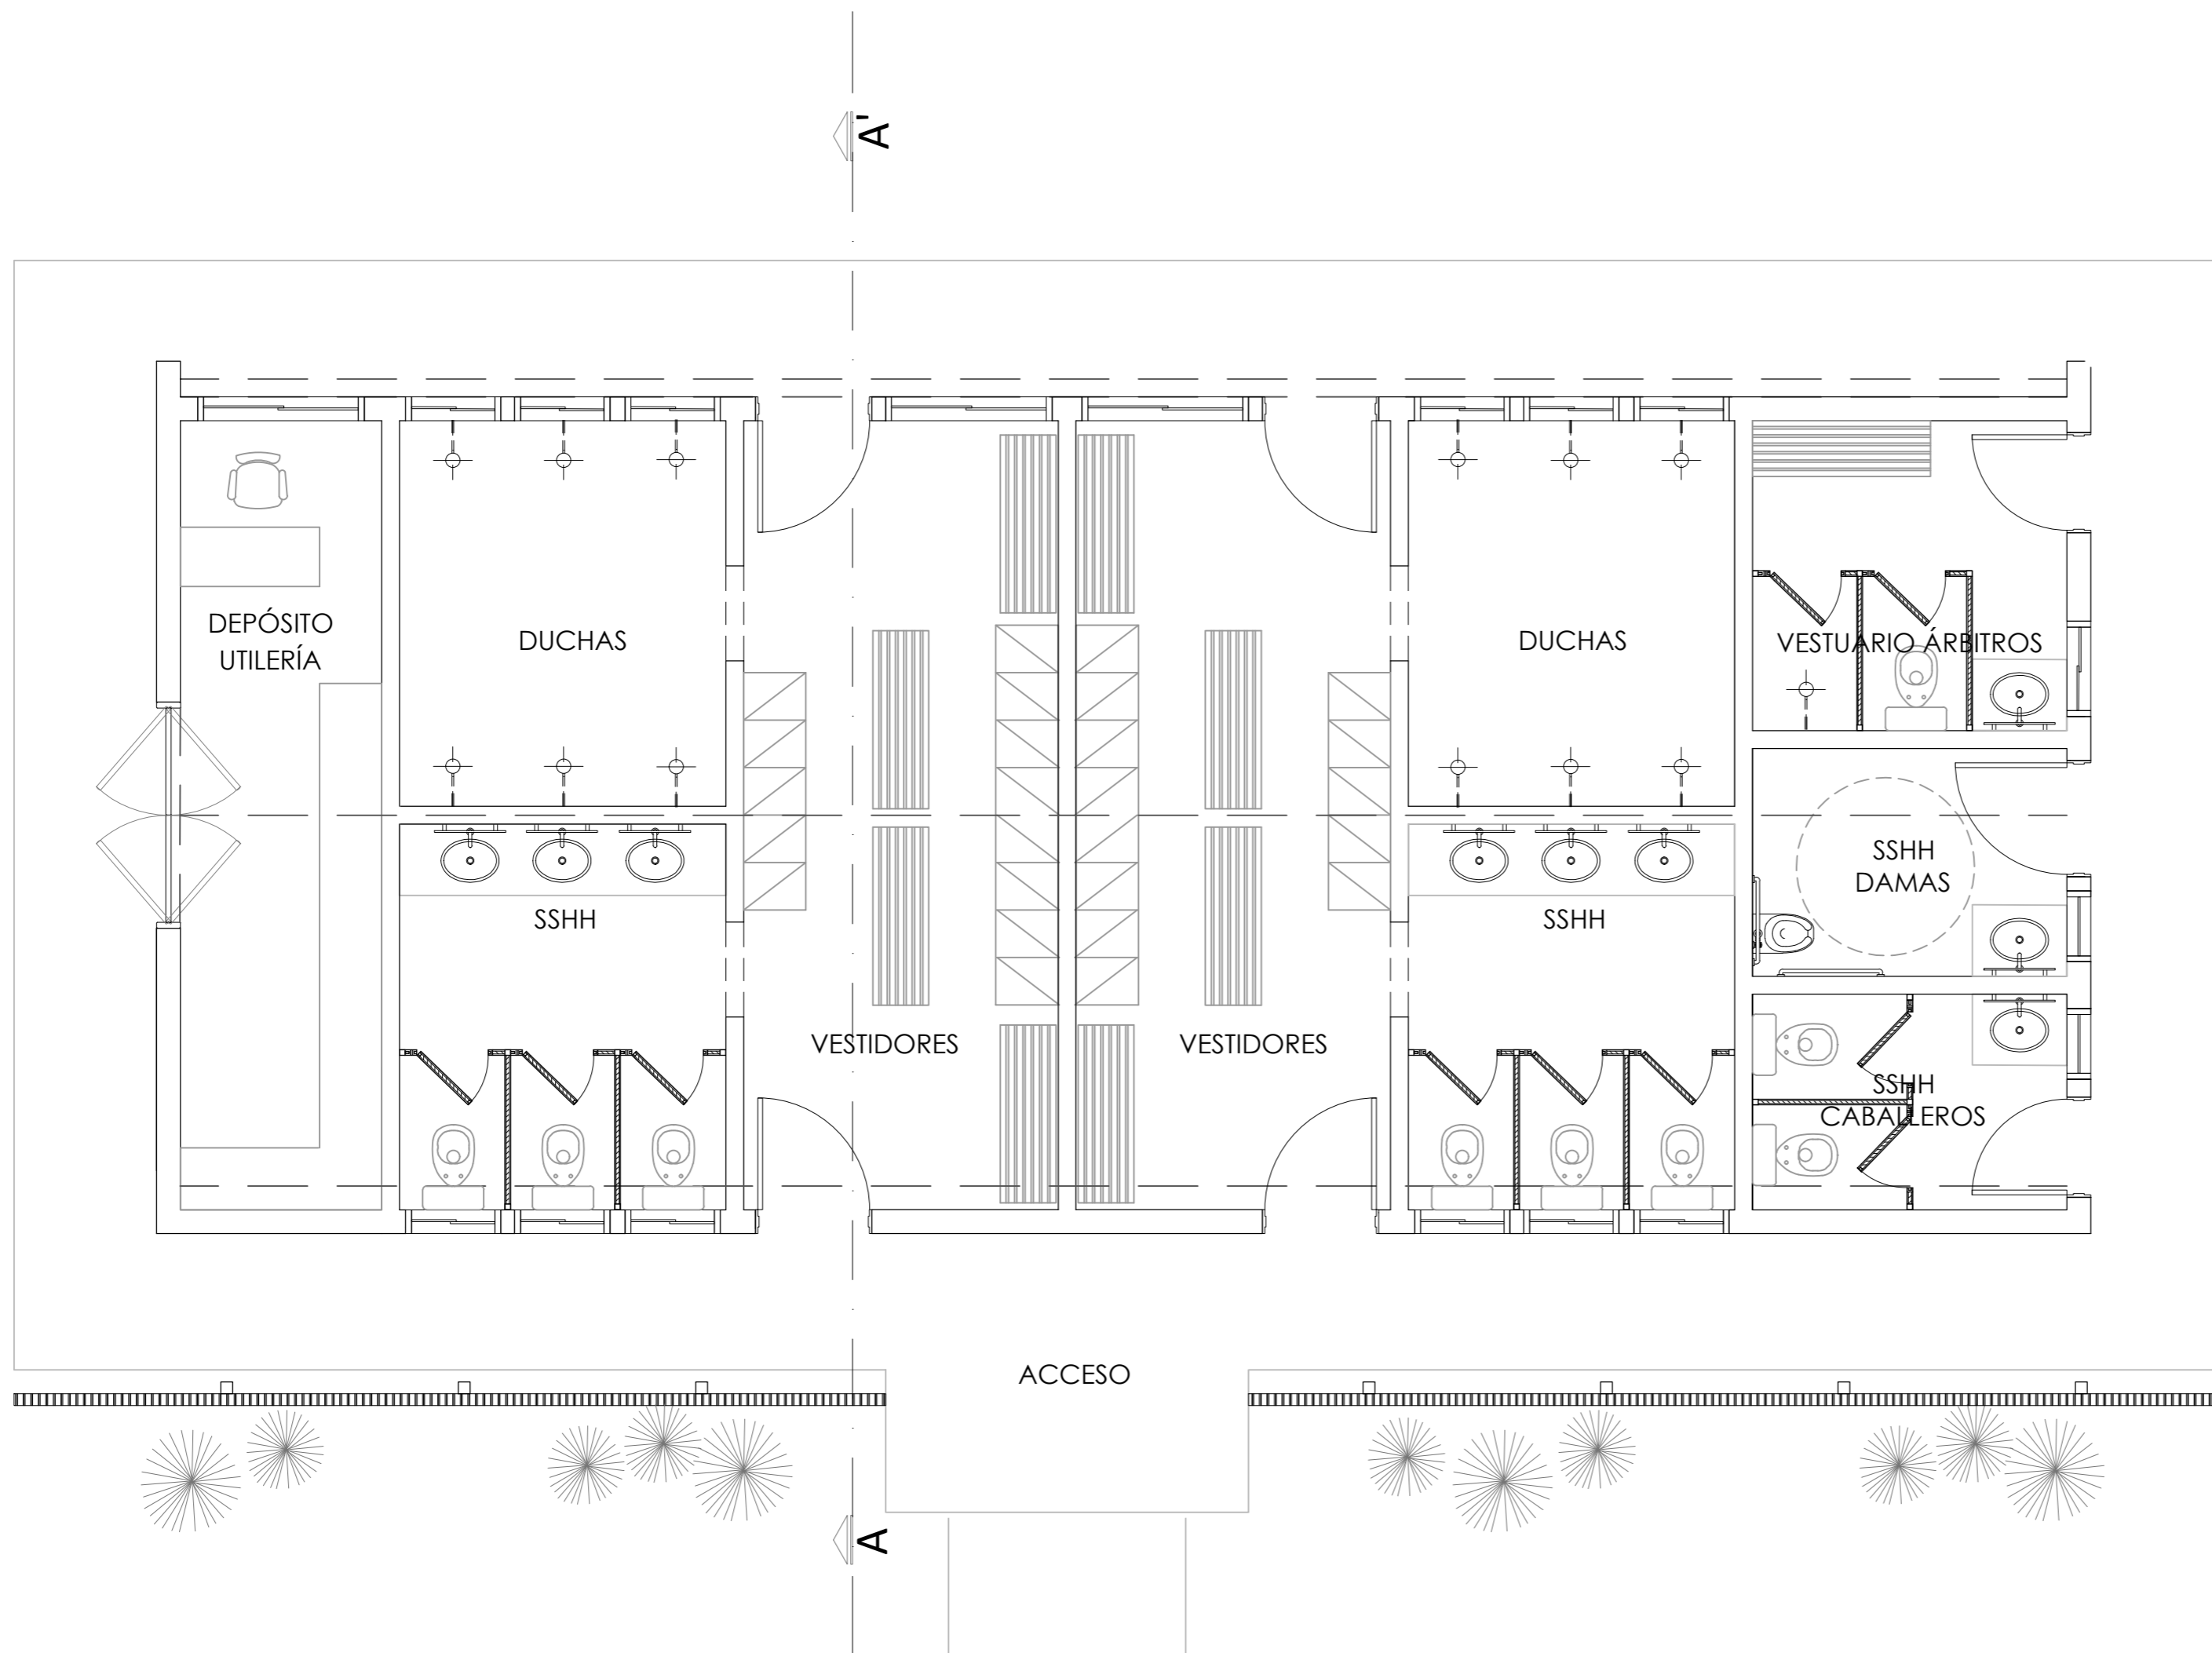 A'
DEPÓSITO
UTILERÍA
DUCHAS
DUCHAS
VESTUARIO ÁRBITROS
SSHH
DAMAS
SSHH
SSHH
VESTIDORES
VESTIDORES
SSHH
CABALLEROS
ACCESO
A